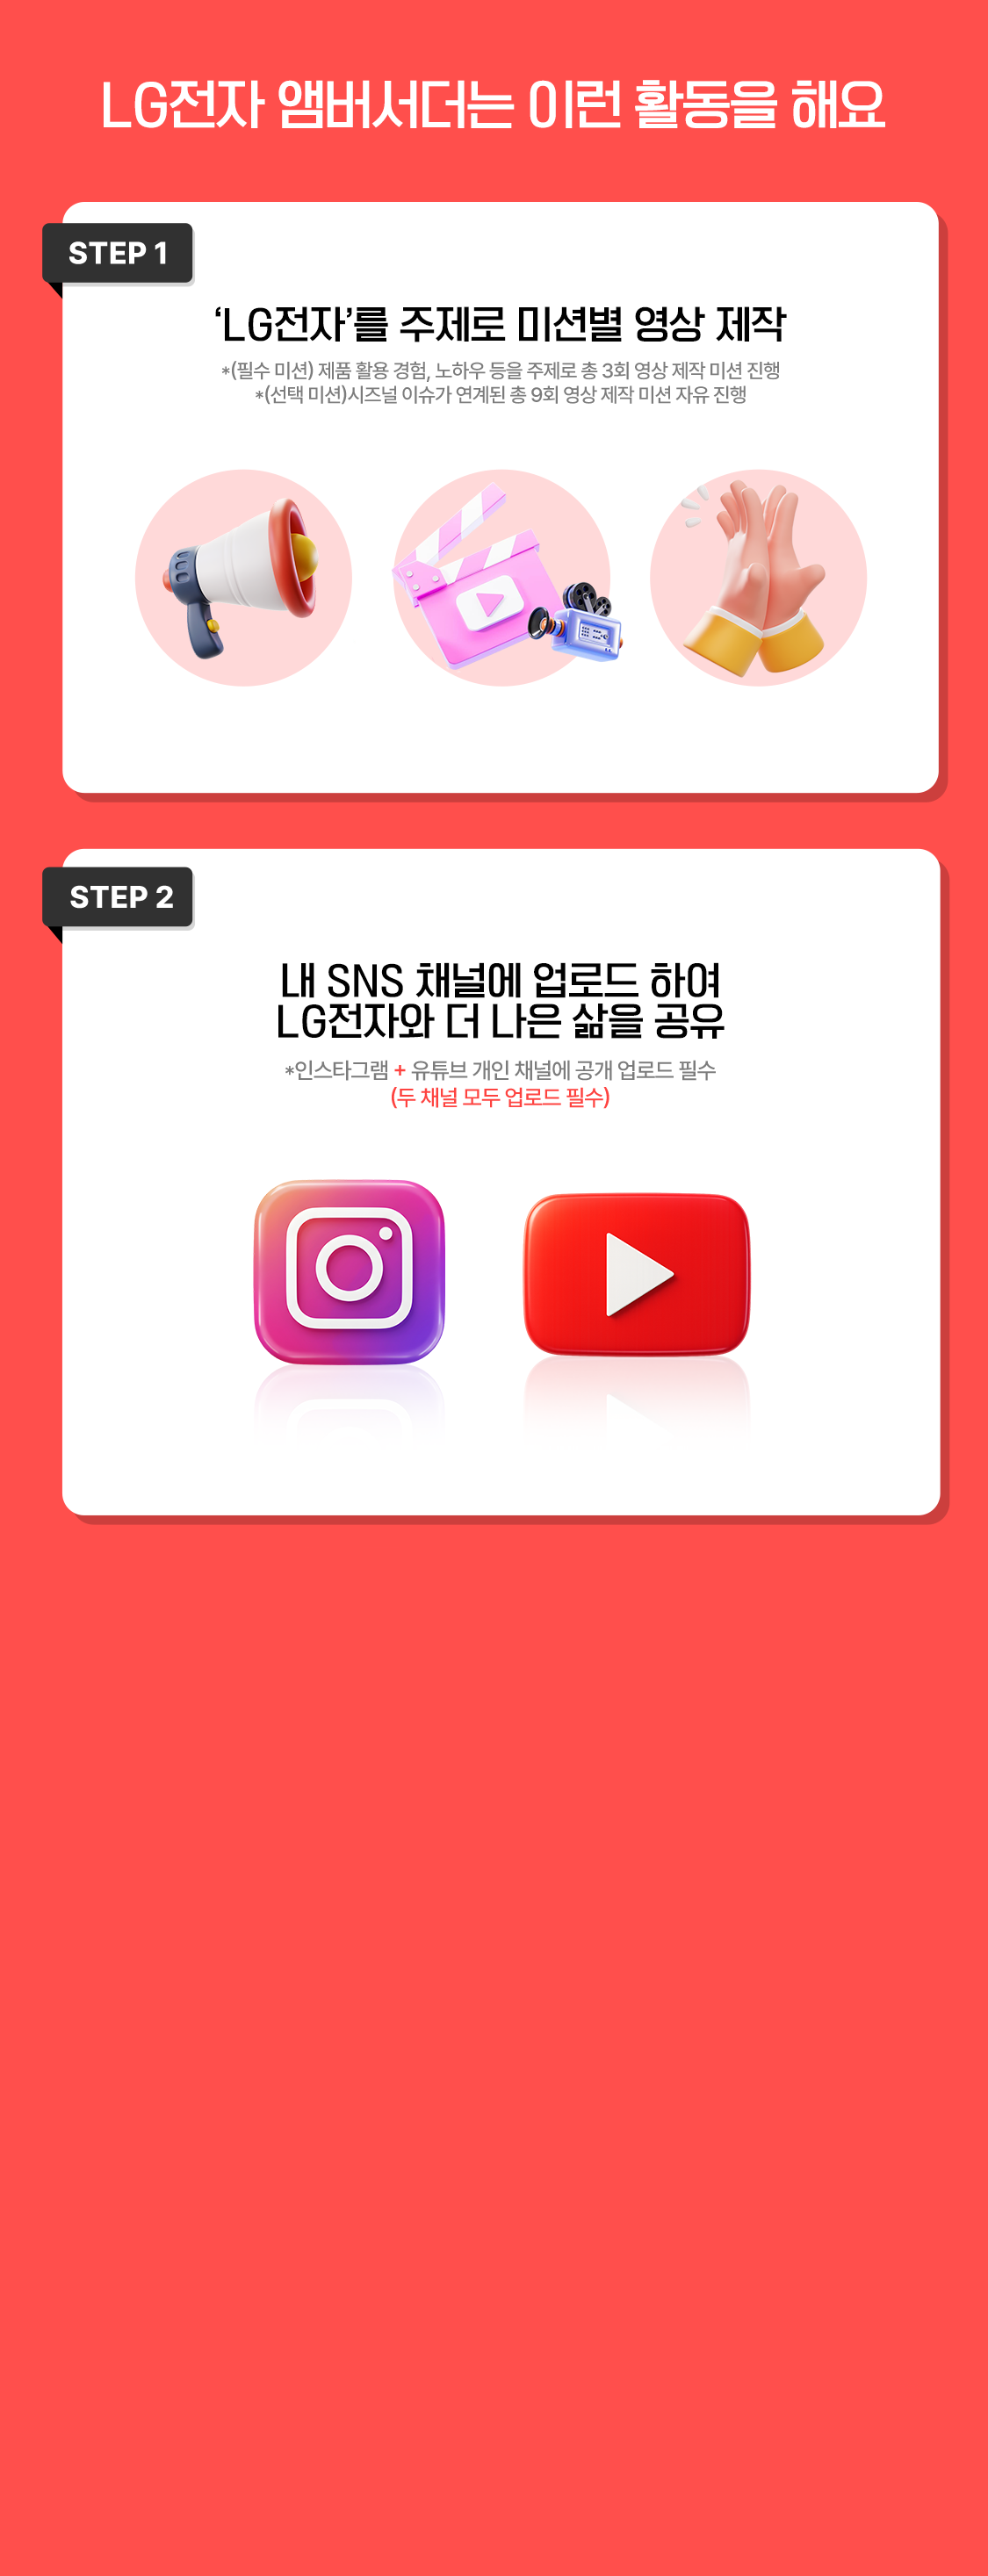 LG전자 앰버서더는 이런 활동을 해요
STEP 1
‘LG전자’를 주제로 미션별 영상 제작
*(필수 미션) 제품 활용 경험, 노하우 등을 주제로 총 3회 영상 제작 미션 진행
*(선택 미션)시즈널 이슈가 연계된 총 9회 영상 제작 미션 자유 진행
STEP 2
내 SNS 채널에 업로드 하여
LG전자와 더 나은 삶을 공유
*인스타그램 + 유튜브 개인 채널에 공개 업로드 필수
(두 채널 모두 업로드 필수)